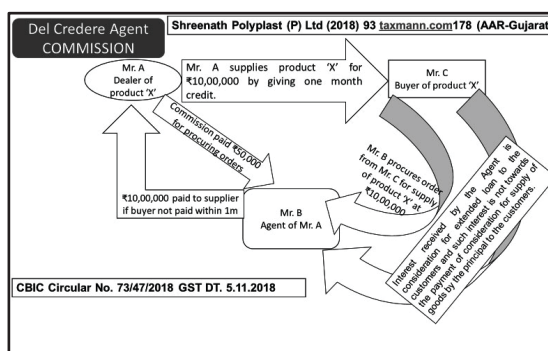 Del Credere Agent
COMMISSION
Shreenath Polyplast (P) Ltd (2018) 93 taxmann.com178 (AAR-Gujarat
Mr. A
Dealer of
product 'X'
Mr. A supplies product 'X' for
₹10,00,000 by giving one month
credit.
Mr. C
Buyer of product 'X'
Commission paid ₹50,000
for procuring orders
Mr. B procures order
from Mr. C for supply
of product 'x' at
₹10,00,000
₹10,00,000 paid to supplier
if buyer not paid within 1m
Mr. B
Agent of Mr. A
Interest received by the Agent is
consideration for extended loan to the
customers and such interest is not towards
the payment of consideration for supply of
goods by the principal to the customers.
CBIC Circular No. 73/47/2018 GST DT. 5.11.2018